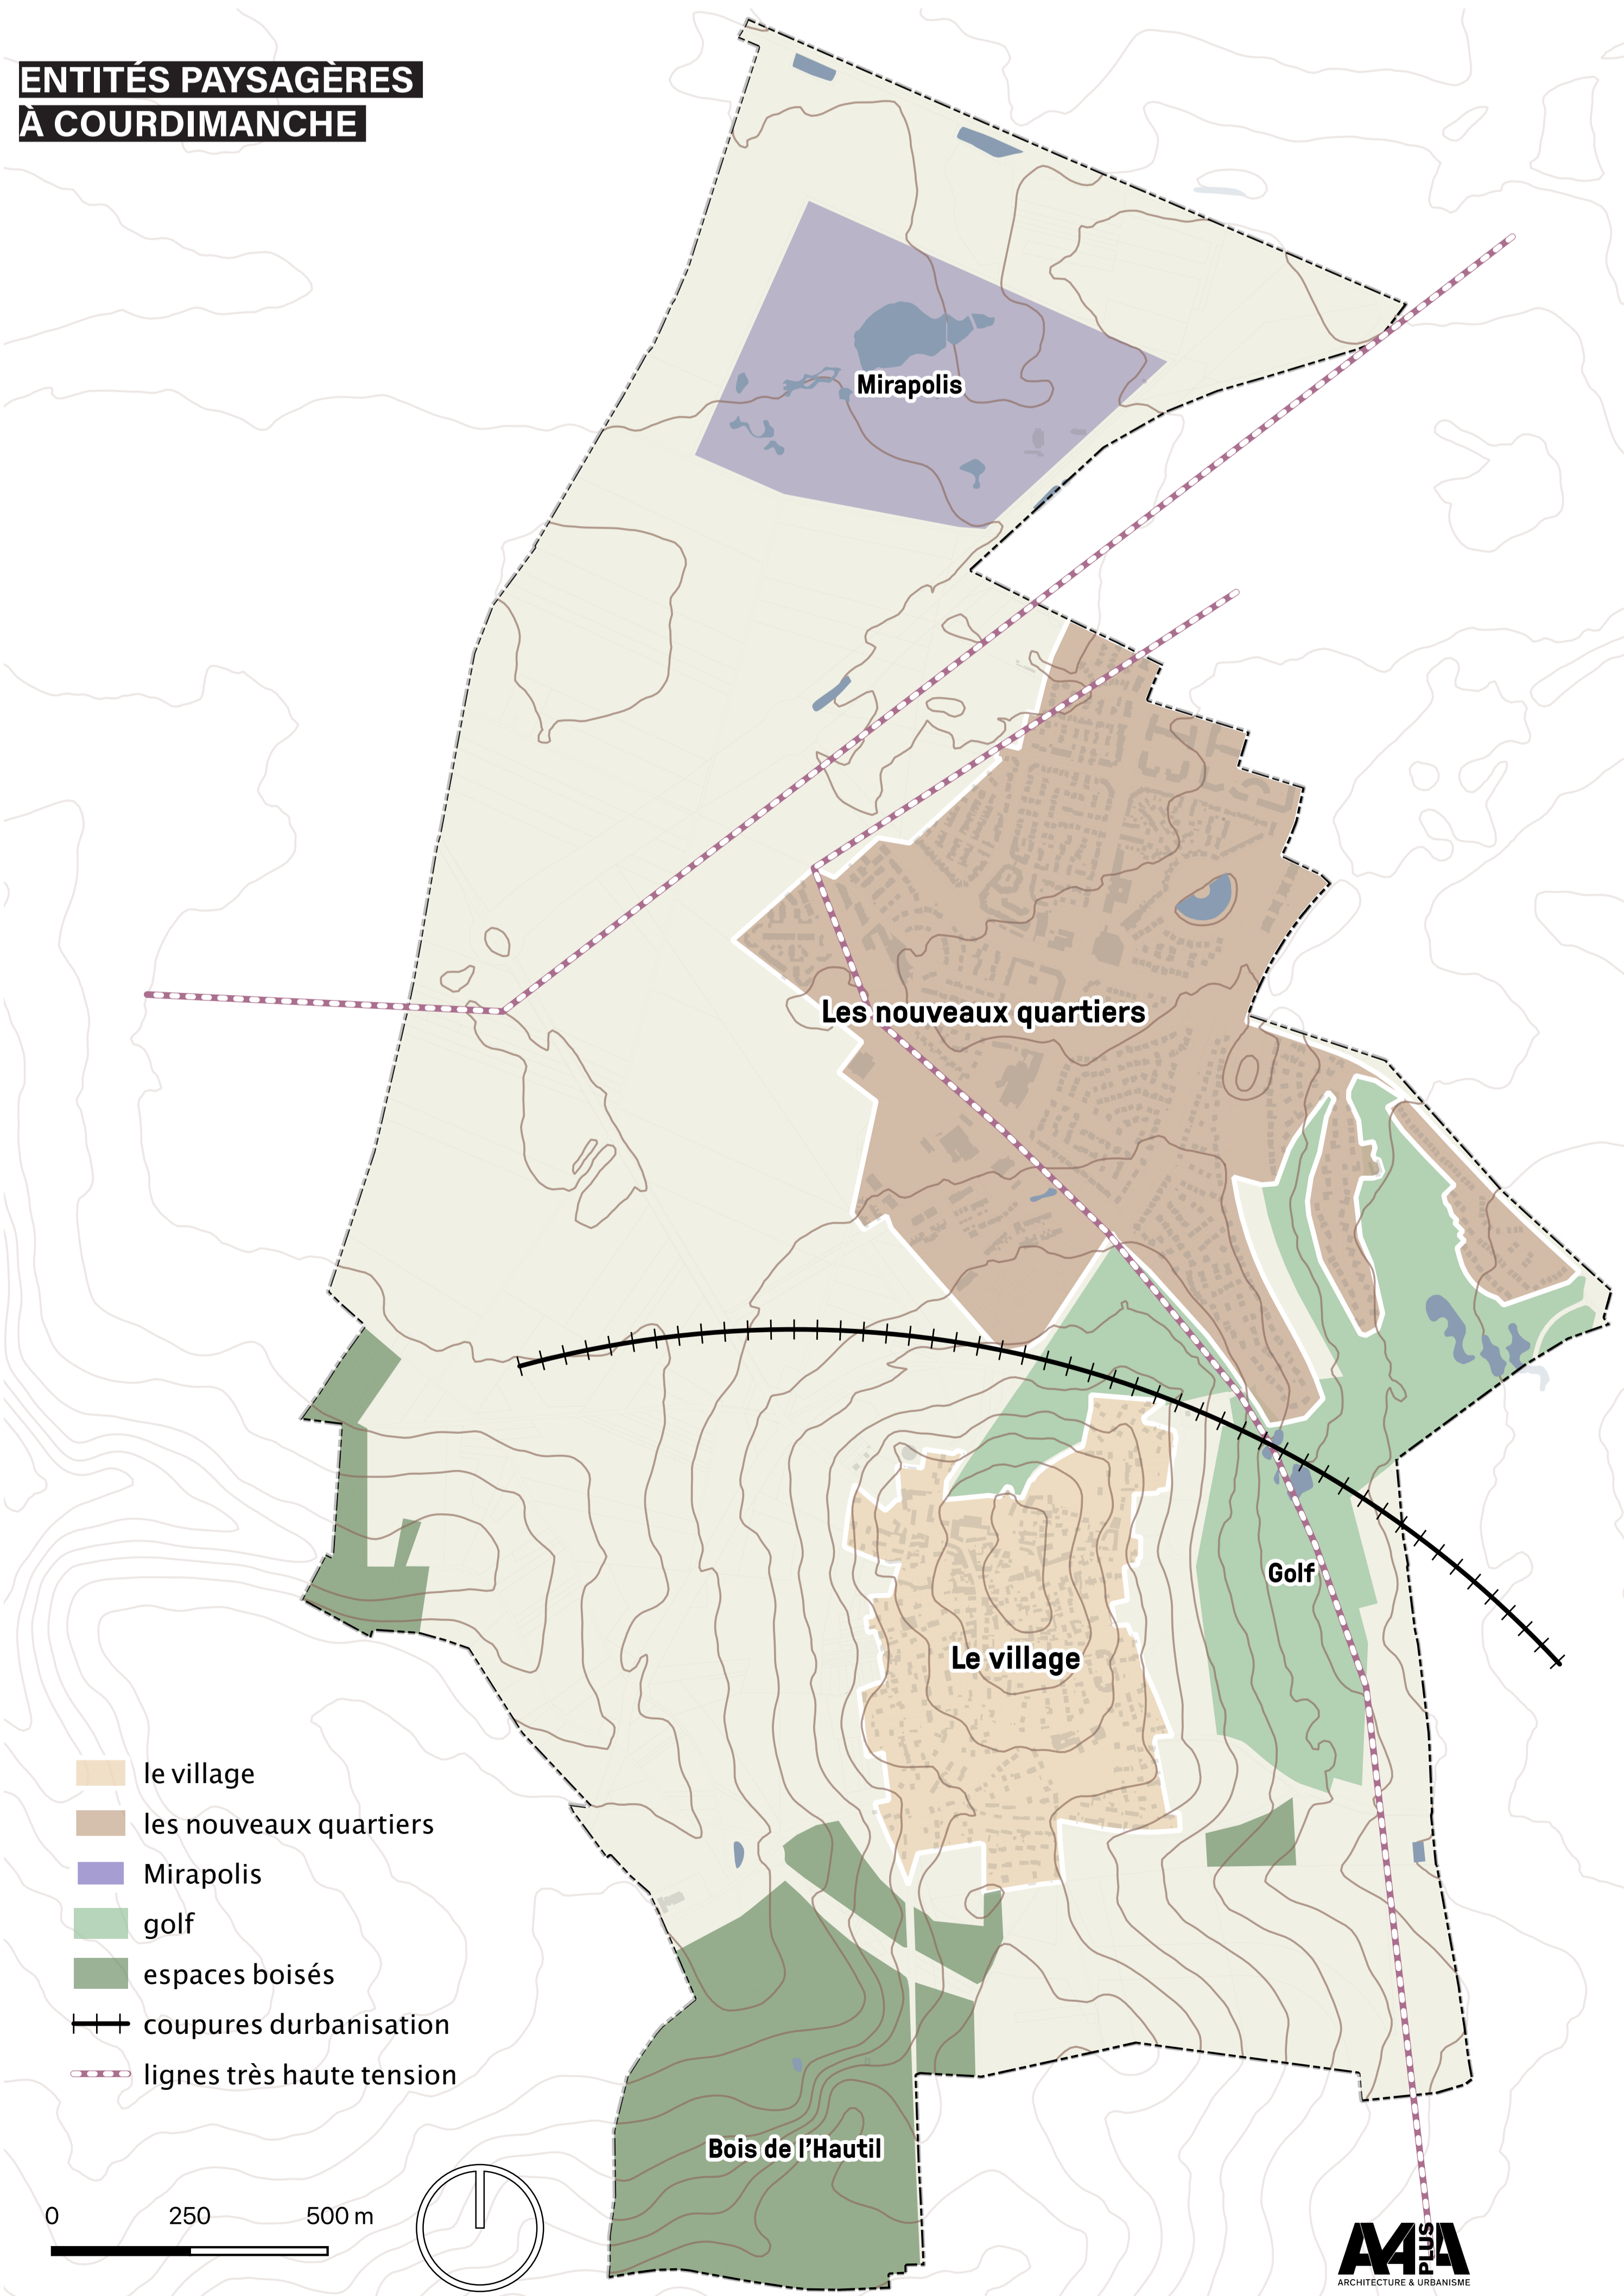 ENTITÉS PAYSAGÈRES
À COURDIMANCHE
Mirapolis
Les nouveaux quartiers
Golf
Le village
Bois de l'Hautil
le village
les nouveaux quartiers
Mirapolis
golf
espaces boisés
coupures durbanisation
lignes très haute tension
0 250 500 m
A4A PLUS
ARCHITECTURE & URBANISME